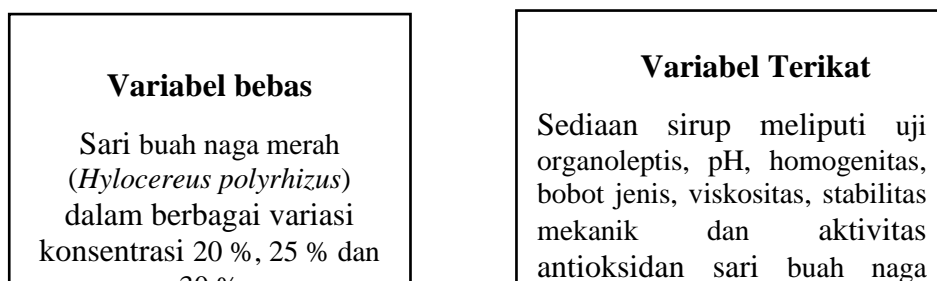 Variabel bebas
Sari buah naga merah
(Hylocereus polyrhizus)
dalam berbagai variasi
konsentrasi 20 %, 25 % dan
Variabel Terikat
Sediaan sirup meliputi uji
organoleptis, pH, homogenitas,
bobot jenis, viskositas, stabilitas
mekanik dan aktivitas
antioksidan sari buah naga